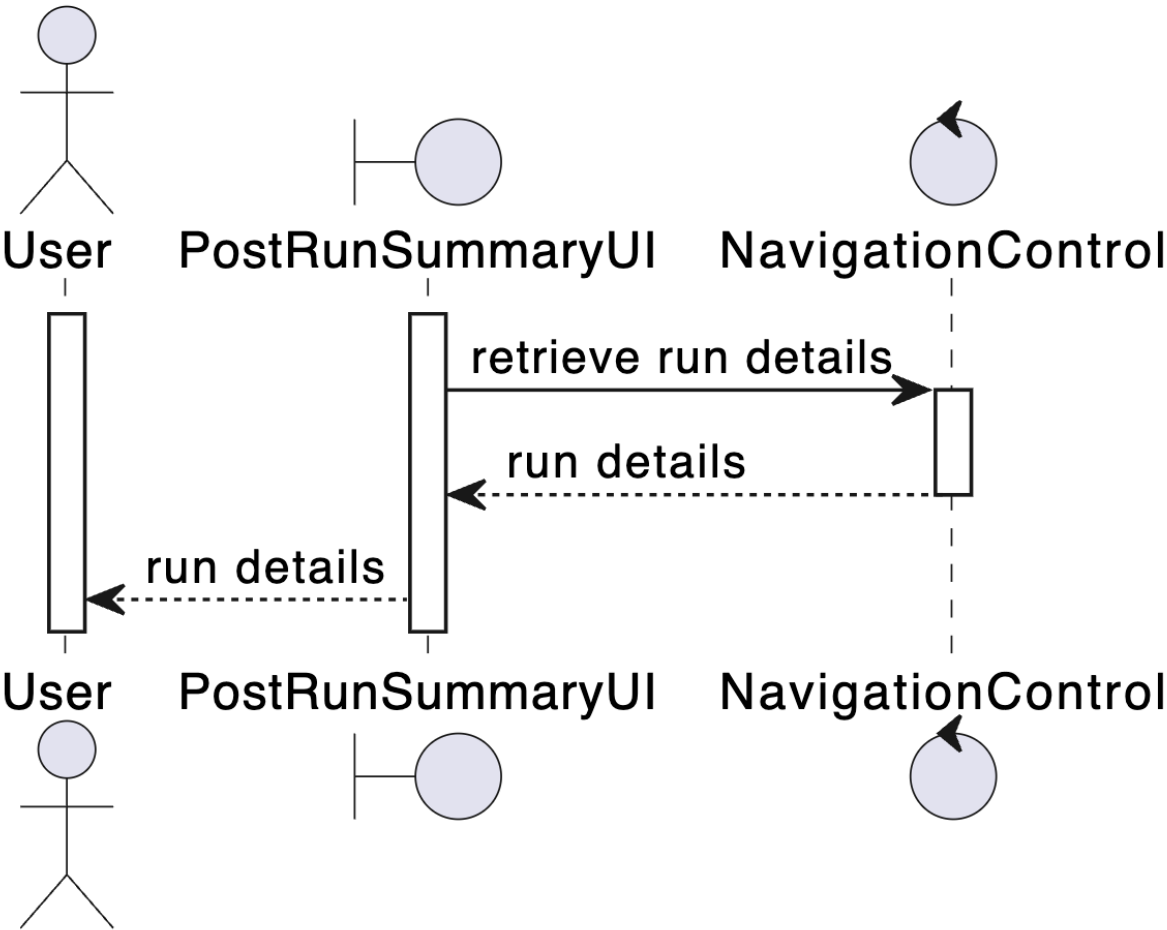 User PostRunSummaryUI NavigationControl
retrieve run details
run details
run details
User PostRunSummaryUI NavigationControl